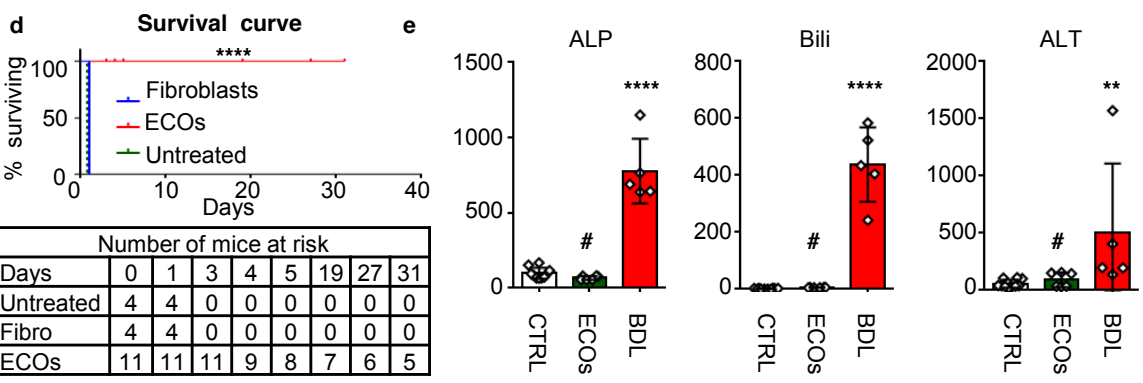 d Survival curve
****
100
50
0
% surviving
Fibroblasts
ECOs
Untreated
0 10 20 30 40
Days
Number of mice at risk
Days 0 1 3 4 5 19 27 31
Untreated 4 4 0 0 0 0 0 0
Fibro 4 4 0 0 0 0 0 0
ECOs 11 11 11 9 8 7 6 5
e
ALP
1500
1000
500
0
****
#
CTRL ECOs BDL
Bili
800
600
400
200
0
****
#
CTRL ECOs BDL
ALT
2000
1500
1000
500
0
**
#
CTRL ECOs BDL